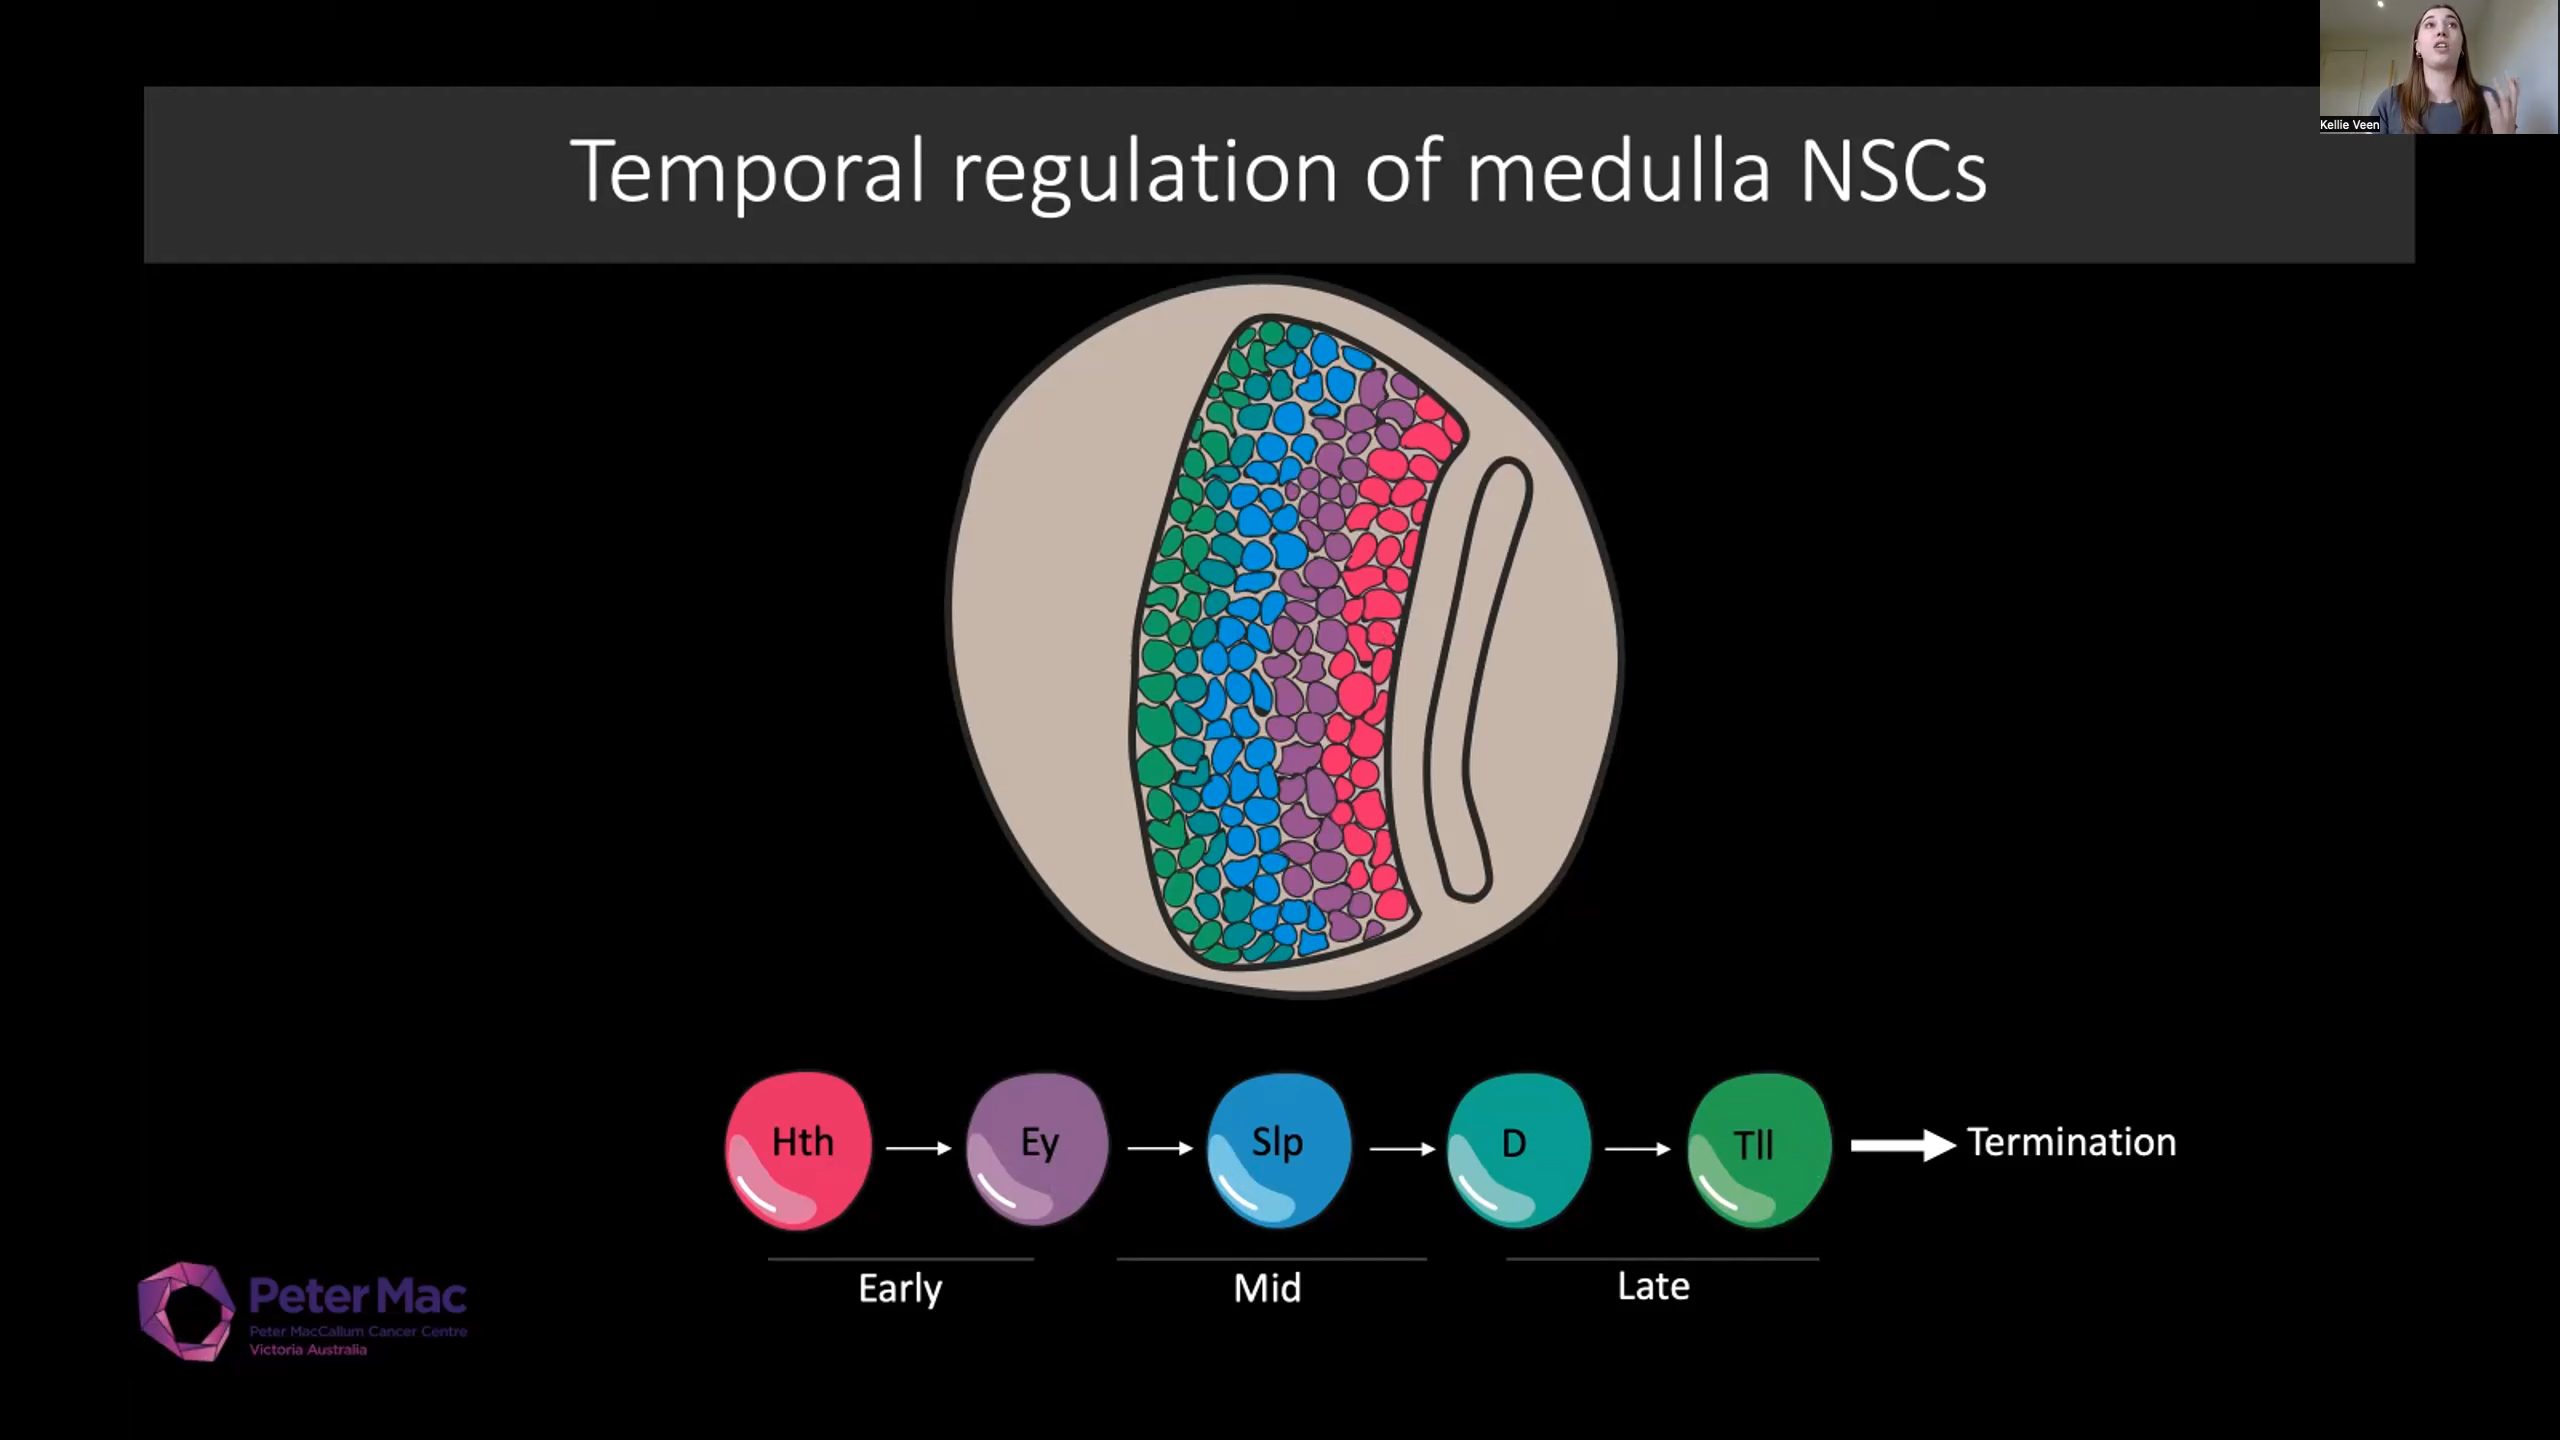 Kellie Veen
Temporal regulation of medulla NSCs
Hth
Ey
Slp
D
Tll
Termination
Early
Mid
Late
Peter Mac
Peter MacCallum Cancer Centre
Victoria Australia